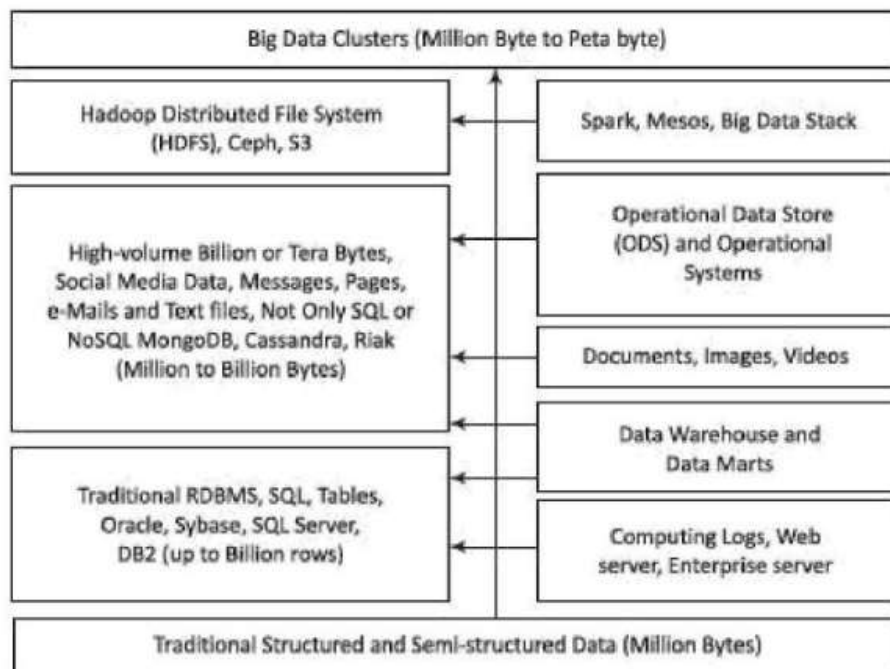 Big Data Clusters (Million Byte to Peta byte)
Hadoop Distributed File System
(HDFS), Ceph, S3
Spark, Mesos, Big Data Stack
High-volume Billion or Tera Bytes,
Social Media Data, Messages, Pages,
e-Mails and Text files, Not Only SQL or
NoSQL MongoDB, Cassandra, Riak
(Million to Billion Bytes)
Operational Data Store
(ODS) and Operational
Systems
Documents, Images, Videos
Data Warehouse and
Data Marts
Traditional RDBMS, SQL, Tables,
Oracle, Sybase, SQL Server,
DB2 (up to Billion rows)
Computing Logs, Web
server, Enterprise server
Traditional Structured and Semi-structured Data (Million Bytes)